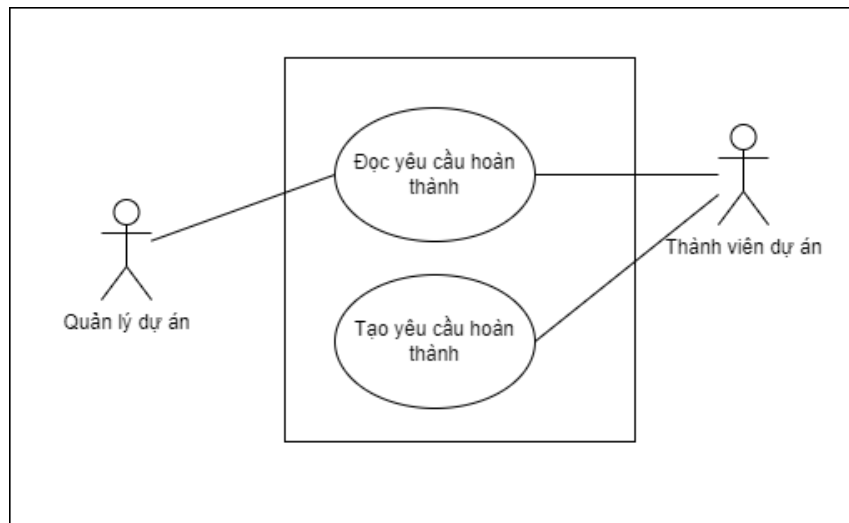 Đọc yêu cầu hoàn
thành
Thành viên dự án
Quản lý dự án
Tạo yêu cầu hoàn
thành